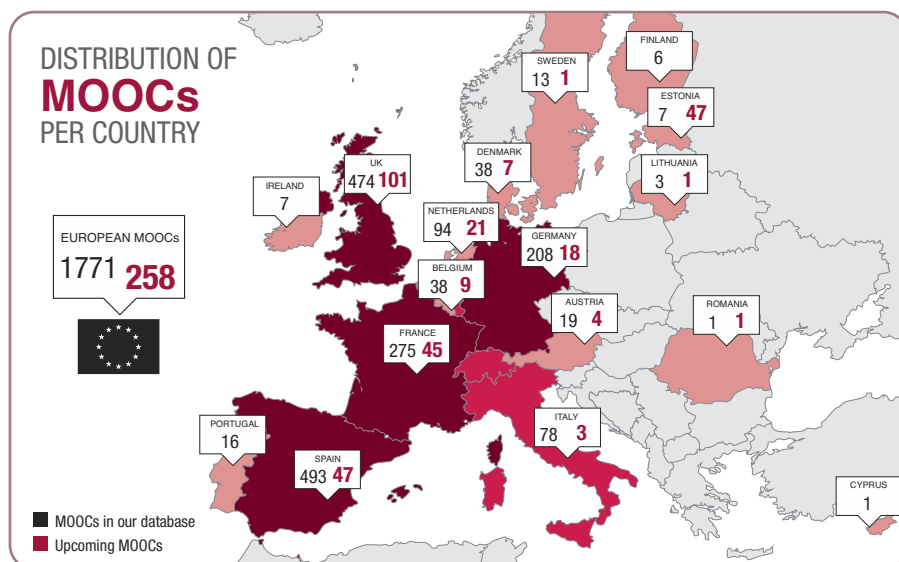 DISTRIBUTION OF
MOOCs
PER COUNTRY
EUROPEAN MOOCs
1771 258
FINLAND
6
SWEDEN
13 1
ESTONIA
7 47
DENMARK
38 7
LITHUANIA
3 1
UK
474 101
IRELAND
7
NETHERLANDS
94 21
GERMANY
208 18
BELGIUM
38 9
AUSTRIA
19 4
ROMANIA
1 1
FRANCE
275 45
PORTUGAL
16
SPAIN
493 47
ITALY
78 3
CYPRUS
1
MOOCs in our database
Upcoming MOOCs